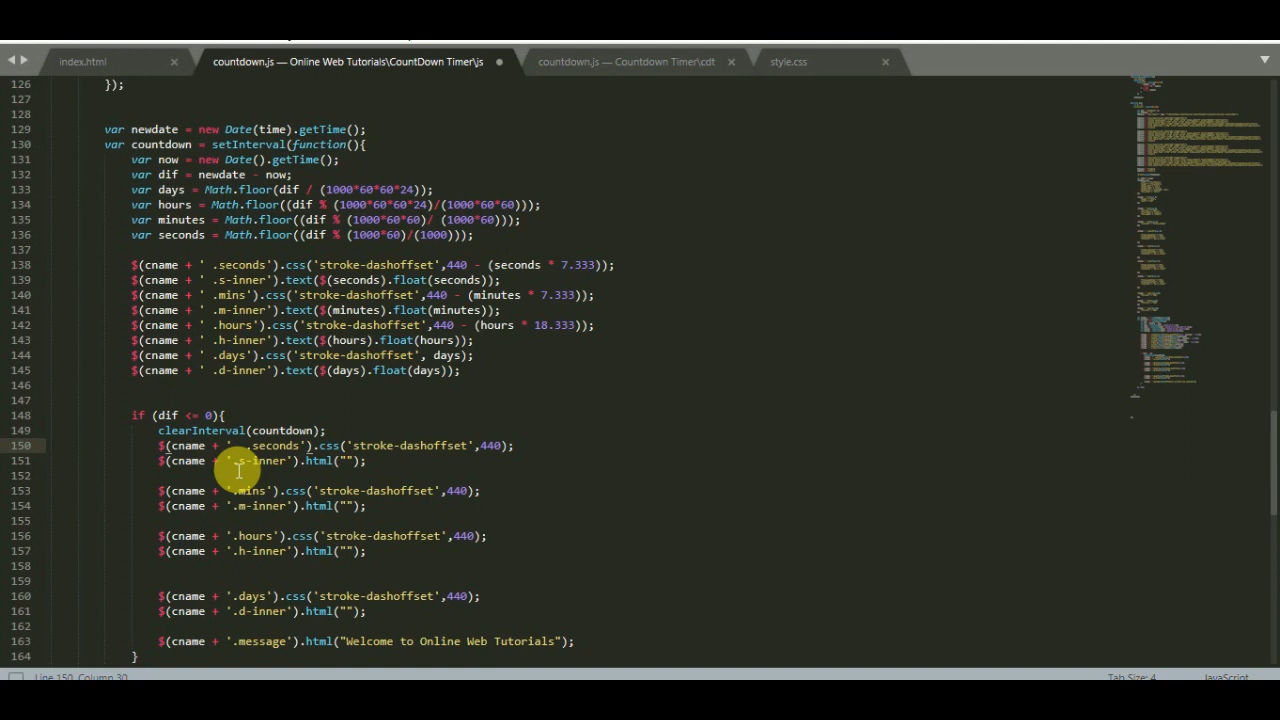 index.html
countdown.js — Online Web Tutorials\CountDown Timer\js
countdown.js — Countdown Timer\cdt
style.css
126 });
127
128
129 var newdate = new Date(time).getTime();
130 var countdown = setInterval(function(){
131 var now = new Date().getTime();
132 var dif = newdate - now;
133 var days = Math.floor(dif / (1000*60*60*24));
134 var hours = Math.floor((dif % (1000*60*60*24)/(1000*60*60)));
135 var minutes = Math.floor((dif % (1000*60*60)/ (1000*60)));
136 var seconds = Math.floor((dif % (1000*60)/(1000)));
137
138 $(cname + ' .seconds').css('stroke-dashoffset',440 - (seconds * 7.333));
139 $(cname + ' .s-inner').text($(seconds).float(seconds));
140 $(cname + ' .mins').css('stroke-dashoffset',440 - (minutes * 7.333));
141 $(cname + ' .m-inner').text($(minutes).float(minutes));
142 $(cname + ' .hours').css('stroke-dashoffset',440 - (hours * 18.333));
143 $(cname + ' .h-inner').text($(hours).float(hours));
144 $(cname + ' .days').css('stroke-dashoffset', days);
145 $(cname + ' .d-inner').text($(days).float(days));
146
147
148 if (dif <= 0){
149 clearInterval(countdown);
150 $(cname + '  .seconds').css('stroke-dashoffset',440);
151 $(cname + '.s-inner').html("");
152
153 $(cname + '.mins').css('stroke-dashoffset',440);
154 $(cname + '.m-inner').html("");
155
156 $(cname + '.hours').css('stroke-dashoffset',440);
157 $(cname + '.h-inner').html("");
158
159
160 $(cname + '.days').css('stroke-dashoffset',440);
161 $(cname + '.d-inner').html("");
162
163 $(cname + '.message').html("Welcome to Online Web Tutorials");
164 }
Line 150, Column 30
Tab Size: 4
JavaScript